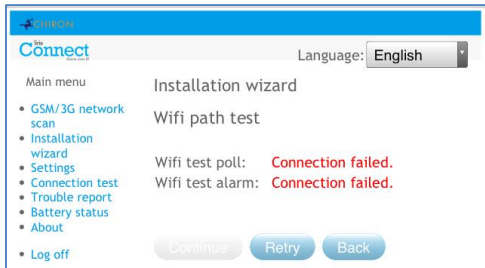 CHIRON
iris
Connect
Language: English
Main menu
GSM/3G network
scan
Installation
wizard
Settings
Connection test
Trouble report
Battery status
About
Log off
Installation wizard
Wifi path test
Wifi test poll: Connection failed.
Wifi test alarm: Connection failed.
Continue Retry Back